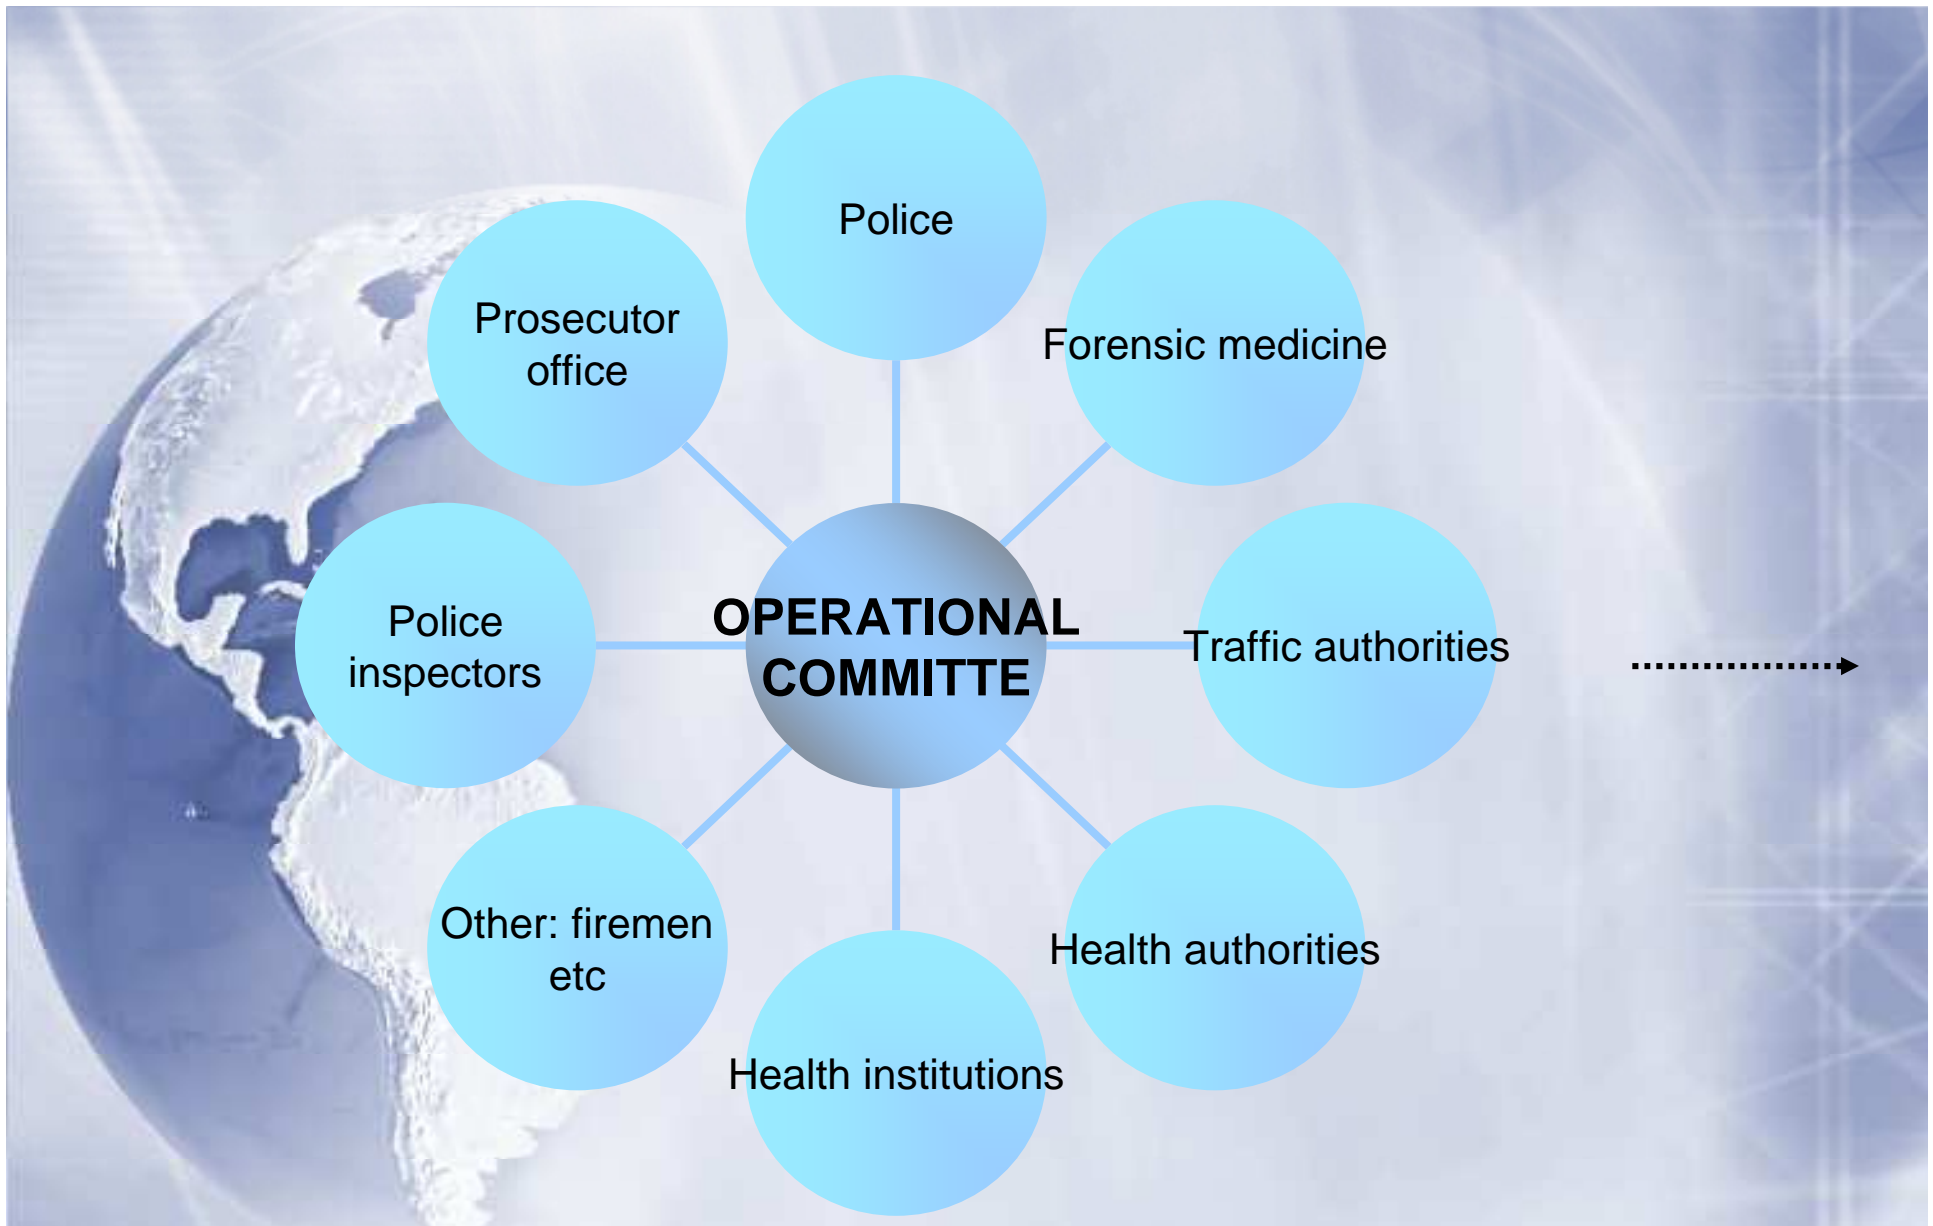 Police
Prosecutor
office
Forensic medicine
Police
inspectors
OPERATIONAL
COMMITTE
Traffic authorities
Other: firemen
etc
Health authorities
Health institutions